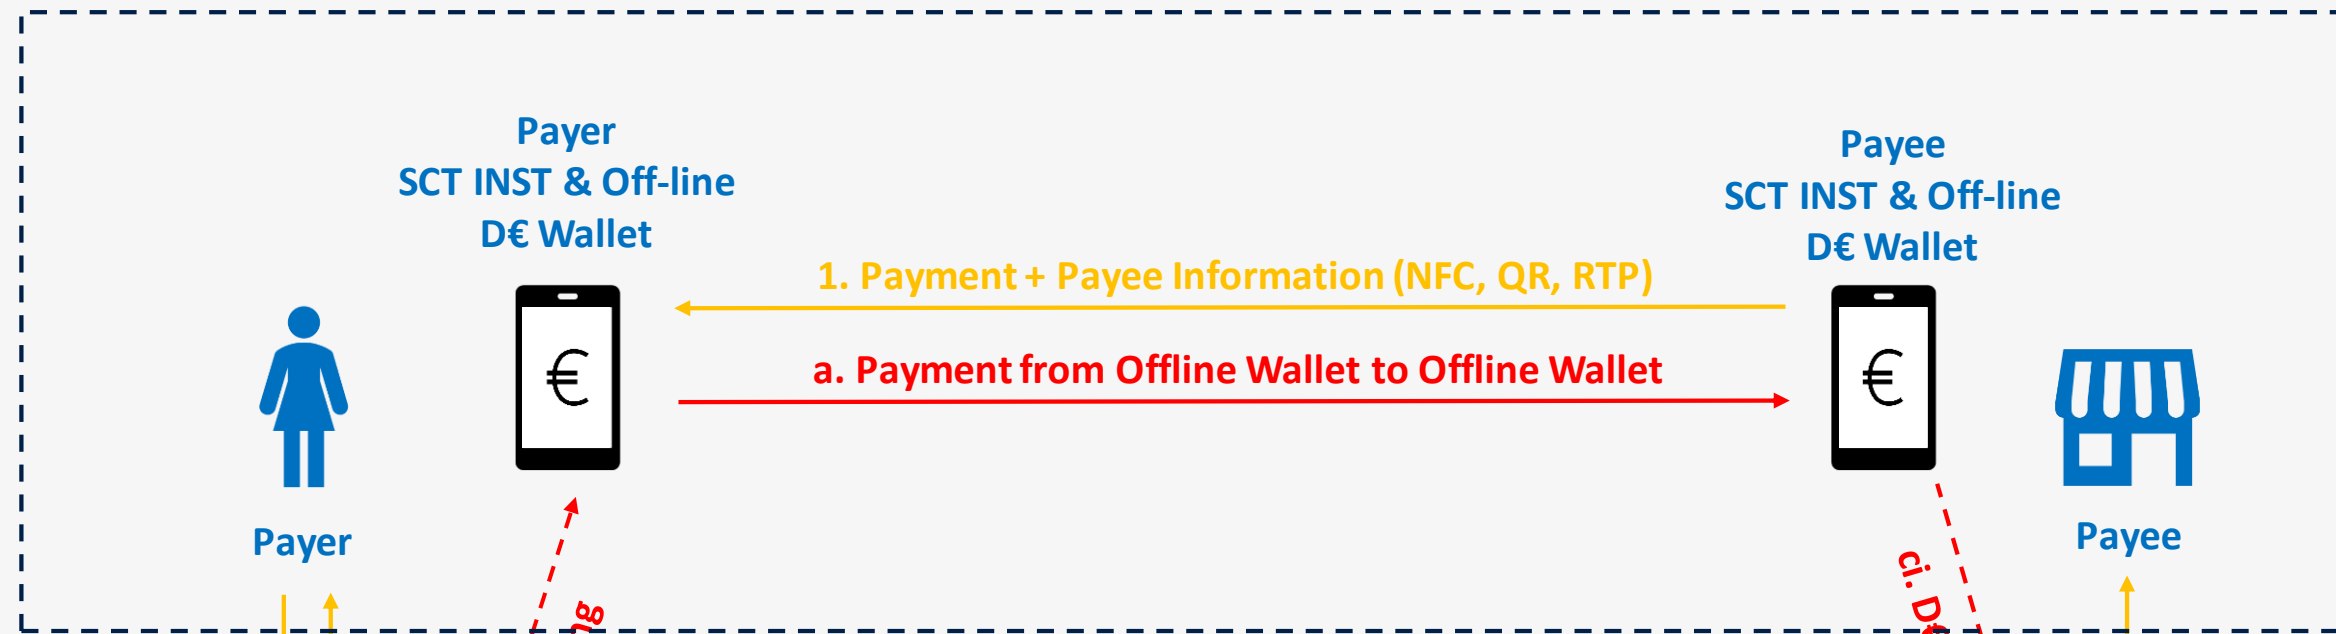 Payer
SCT INST & Off-line
D€ Wallet
Payee
SCT INST & Off-line
D€ Wallet
1. Payment + Payee Information (NFC, QR, RTP)
€
€
a. Payment from Offline Wallet to Offline Wallet
Payer
Payee
ci.